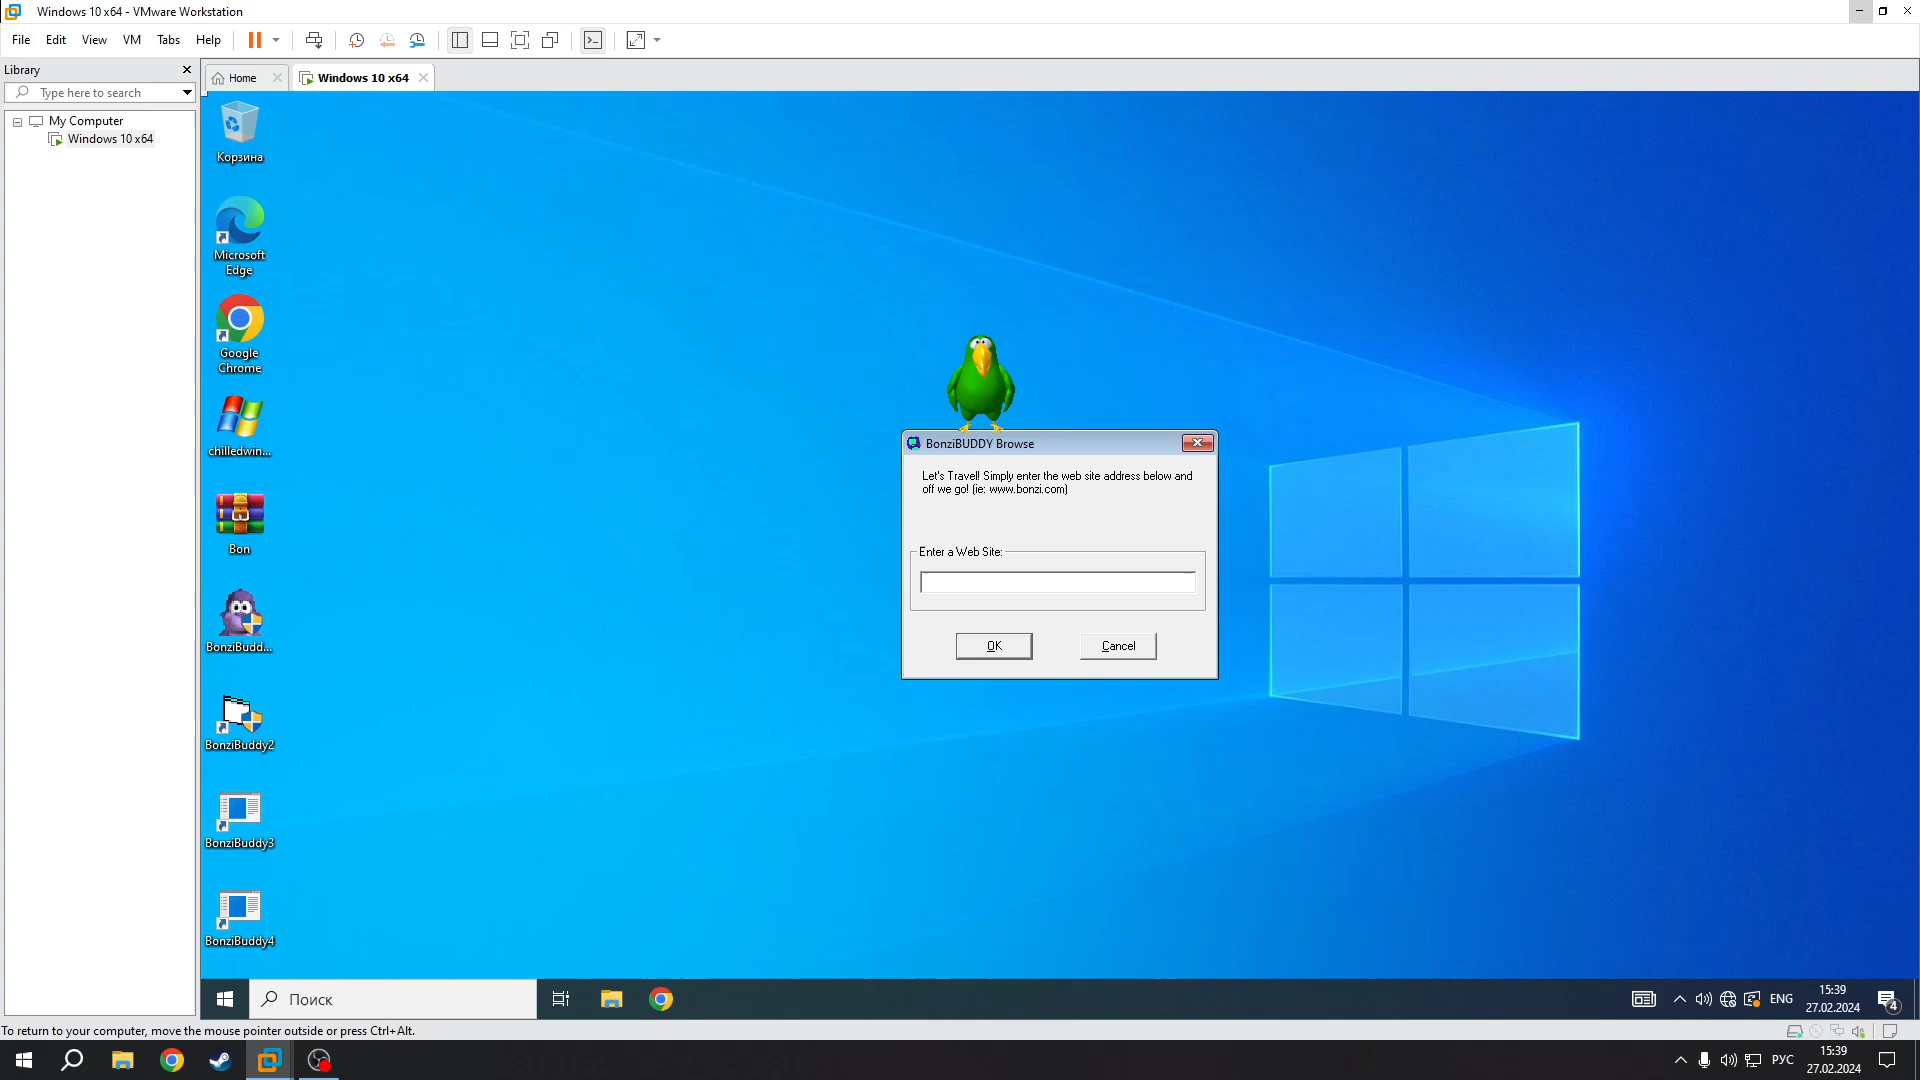 Windows 10 x64 - VMware Workstation
File Edit View VM Tabs Help
Library
Type here to search
My Computer
Windows 10 x64
Home
Windows 10 x64
Корзина
Microsoft
Edge
Google
Chrome
chilledwin...
Bon
BonziBudd...
BonziBuddy2
BonziBuddy3
BonziBuddy4
BonziBUDDY Browse
Let's Travel! Simply enter the web site address below and
off we go! (ie: www.bonzi.com)
Enter a Web Site:
OK
Cancel
Поиск
ENG
15:39
27.02.2024
4
To return to your computer, move the mouse pointer outside or press Ctrl+Alt.
РУС
15:39
27.02.2024